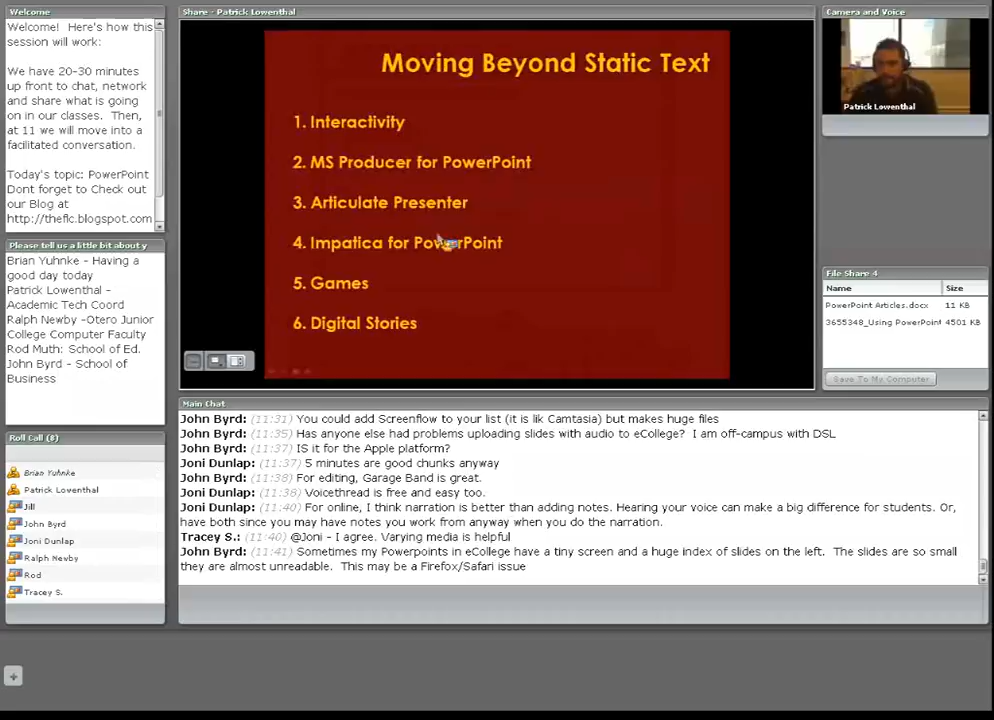 Welcome
Welcome!  Here's how this
session will work:
We have 20-30 minutes
up front to chat, network
and share what is going
on in our classes. Then,
at 11 we will move into a
facilitated conversation.
Today's topic: PowerPoint
Dont forget to Check out
our Blog at
http://thefic.blogspot.com
Please tell us a little bit about y
Brian Yuhnke - Having a
good day today
Patrick Lowenthal -
Academic Tech Coord
Ralph Newby -Otero Junior
College Computer Faculty
Rod Muth: School of Ed.
John Byrd - School of
Business
Roll Call (8)
Brian Yuhnke
Patrick Lowenthal
Jill
John Byrd
Joni Dunlap
Ralph Newby
Rod
Tracey S.
Share - Patrick Lowenthal
Moving Beyond Static Text
1. Interactivity
2. MS Producer for PowerPoint
3. Articulate Presenter
4. Impatica for PowerPoint
5. Games
6. Digital Stories
Main Chat
John Byrd: (11:31) You could add Screenflow to your list (it is lik Camtasia) but makes huge files
John Byrd: (11:35) Has anyone else had problems uploading slides with audio to eCollege?  I am off-campus with DSL
John Byrd: (11:37) IS it for the Apple platform?
Joni Dunlap: (11:37) 5 minutes are good chunks anyway
John Byrd: (11:38) For editing, Garage Band is great.
Joni Dunlap: (11:38) Voicethread is free and easy too.
Joni Dunlap: (11:40) For online, I think narration is better than adding notes. Hearing your voice can make a big difference for students. Or,
have both since you may have notes you work from anyway when you do the narration.
Tracey S.: (11:40) @Joni - I agree. Varying media is helpful
John Byrd: (11:41) Sometimes my Powerpoints in eCollege have a tiny screen and a huge index of slides on the left.  The slides are so small
they are almost unreadable.  This may be a Firefox/Safari issue
Camera and Voice
Patrick Lowenthal
File Share 4
Name Size
PowerPoint Articles.docx 11 KB
3655348_Using PowerPoint 4501 KB
Save To My Computer